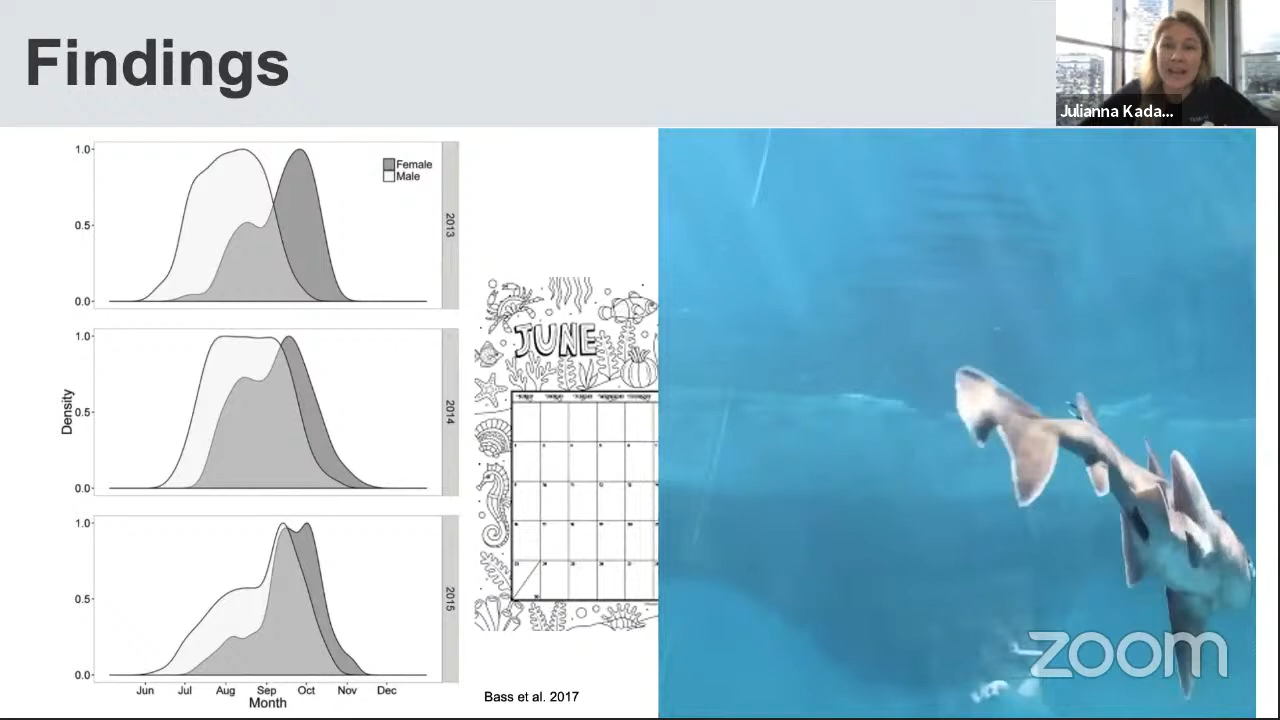 Findings
Julianna Kada...
1.0
0.5
0.0
Female
Male
2013
1.0
0.5
0.0
2014
Density
1.0
0.5
0.0
2015
Jun Jul Aug Sep Oct Nov Dec
Month
JUNE
Bass et al. 2017
zoom